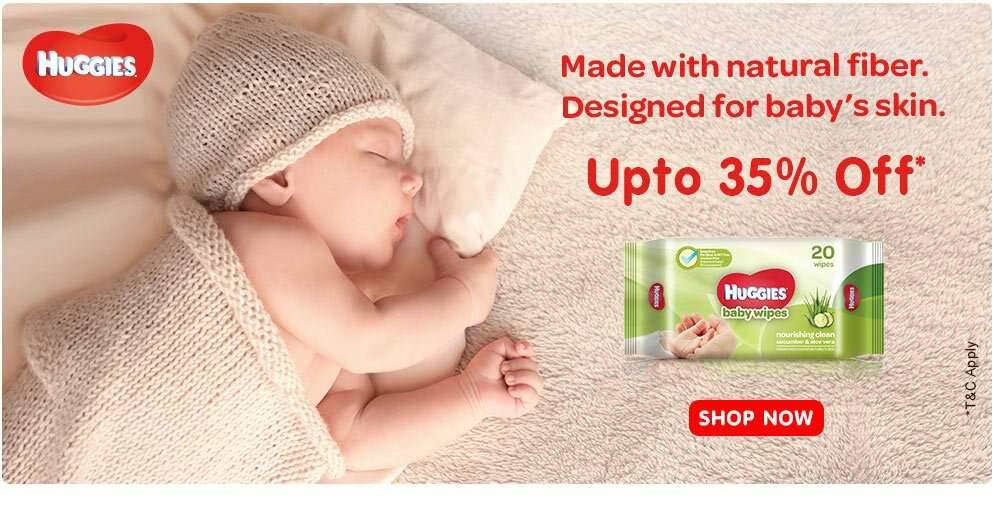 HUGGIES
Made with natural fiber.
Designed for baby's skin.
Upto 35% Off*
20
wipes
HUGGIES
HUGGIES
HUGGIES
baby wipes
nourishing clean
cucumber & aloe vera
*T&C Apply
SHOP NOW